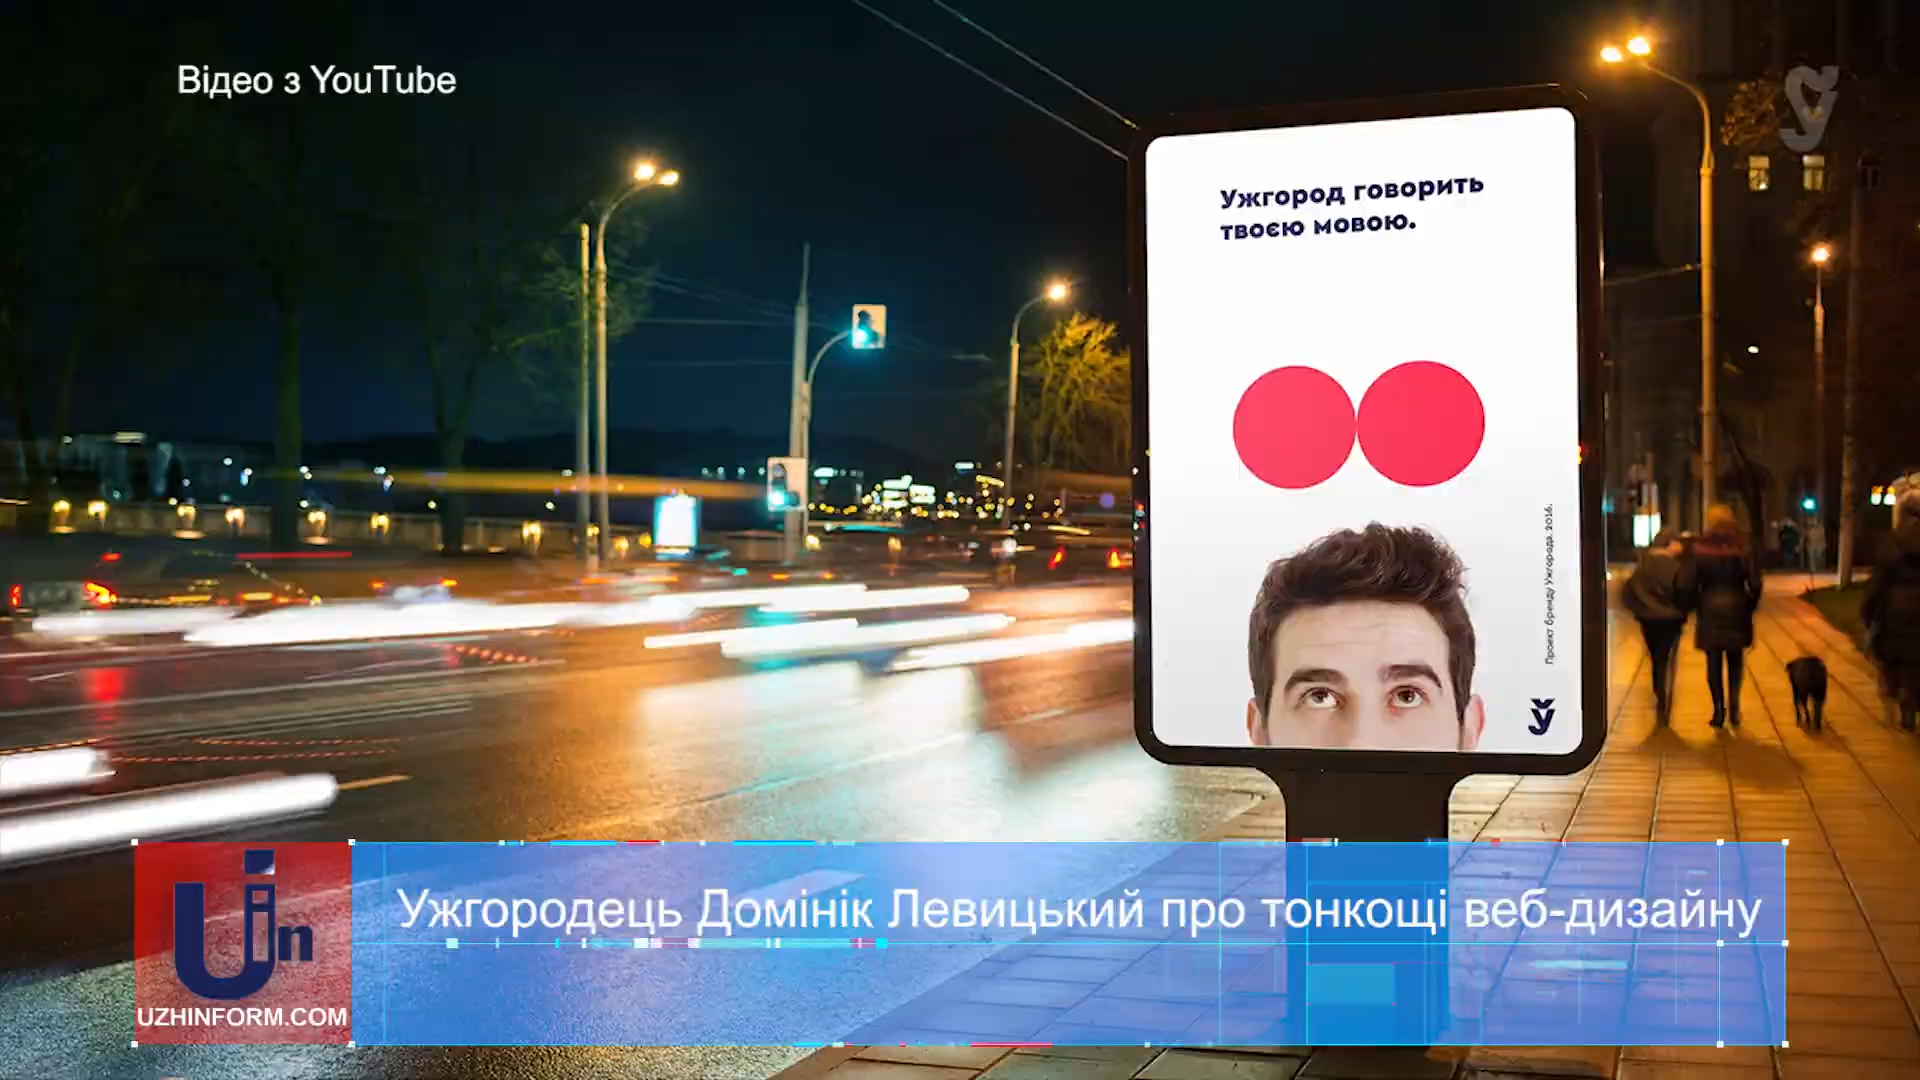 Відео з YouTube
Ужгород говорить
твоєю мовою.
Проект бренду Ужгорода. 2016.
Ў
Uin
UZHINFORM.COM
Ужгородець Домінік Левицький про тонкощі веб-дизайну